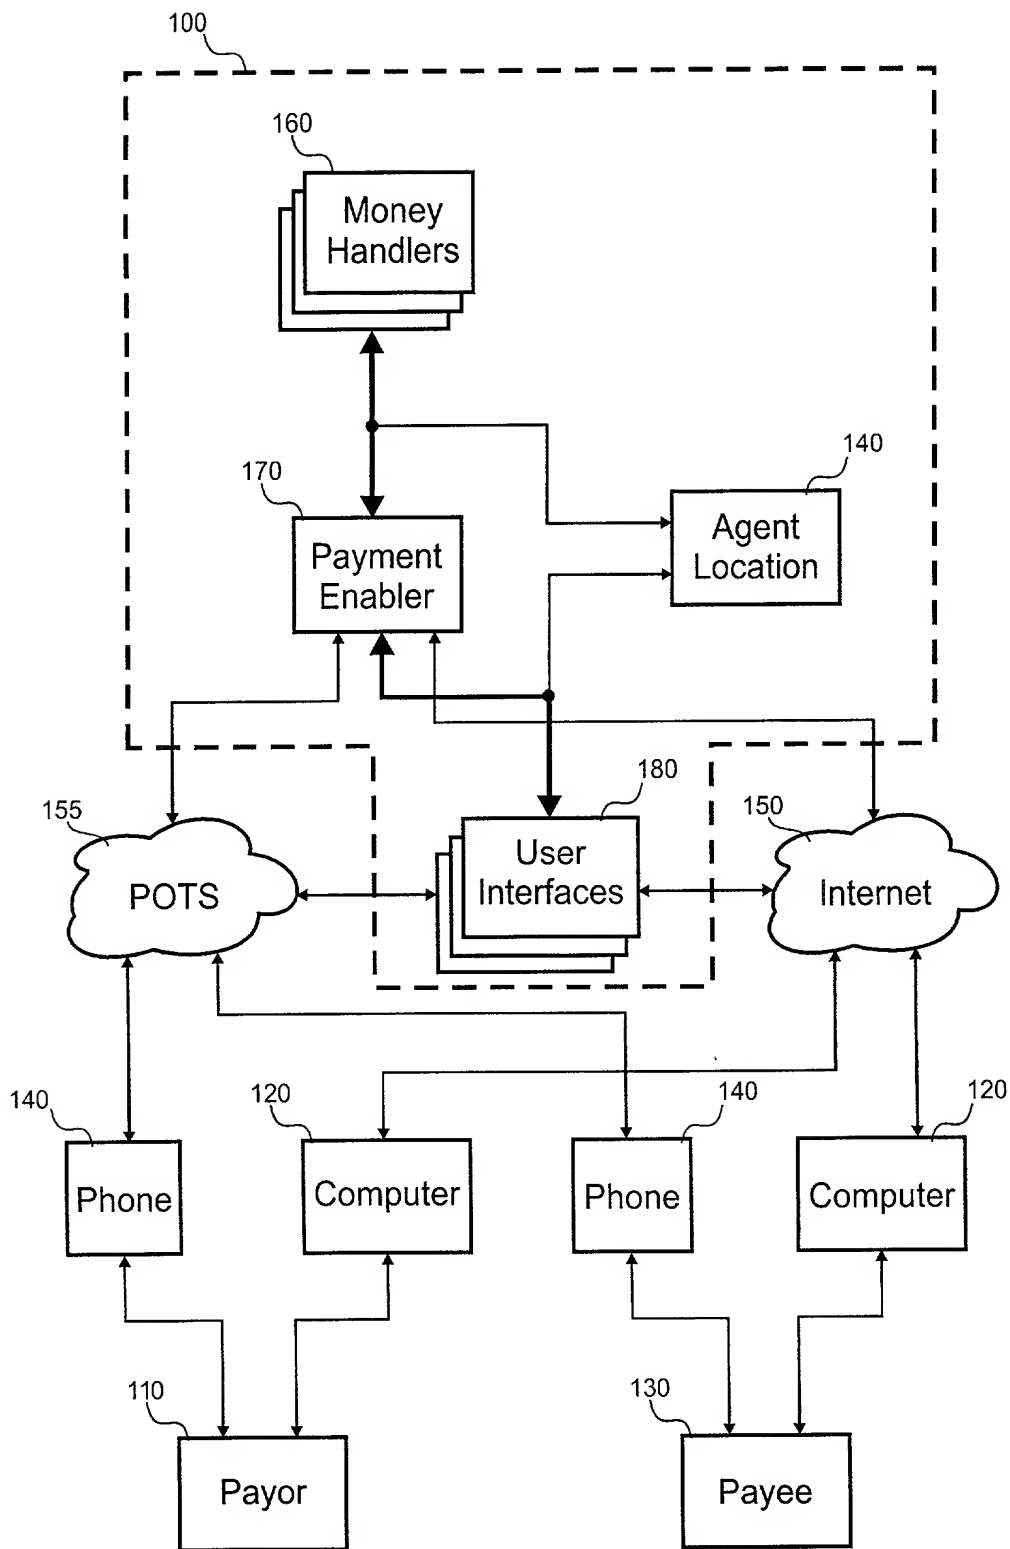 100
160
Money
Handlers
170
140
Payment
Enabler
Agent
Location
180
155
150
User
Interfaces
POTS
Internet
140
120
140
120
Phone
Computer
Phone
Computer
110
130
Payor
Payee